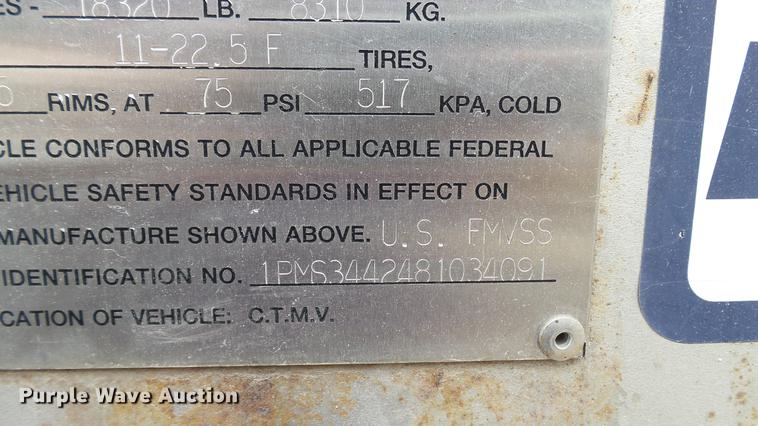 ES - 18320 LB. 8310 KG.
11-22.5 F TIRES,
RIMS, AT 75 PSI 517 KPA, COLD
CLE CONFORMS TO ALL APPLICABLE FEDERAL
EHICLE SAFETY STANDARDS IN EFFECT ON
MANUFACTURE SHOWN ABOVE. U.S. FMVSS
IDENTIFICATION NO. 1PMS3442481034091
CATION OF VEHICLE: C.T.M.V.
Purple Wave Auction